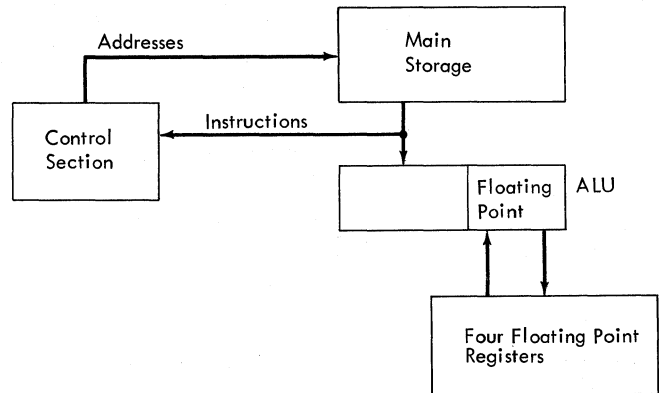 Addresses
Main
Storage
Instructions
Control
Section
Floating
Point
ALU
Four Floating Point
Registers